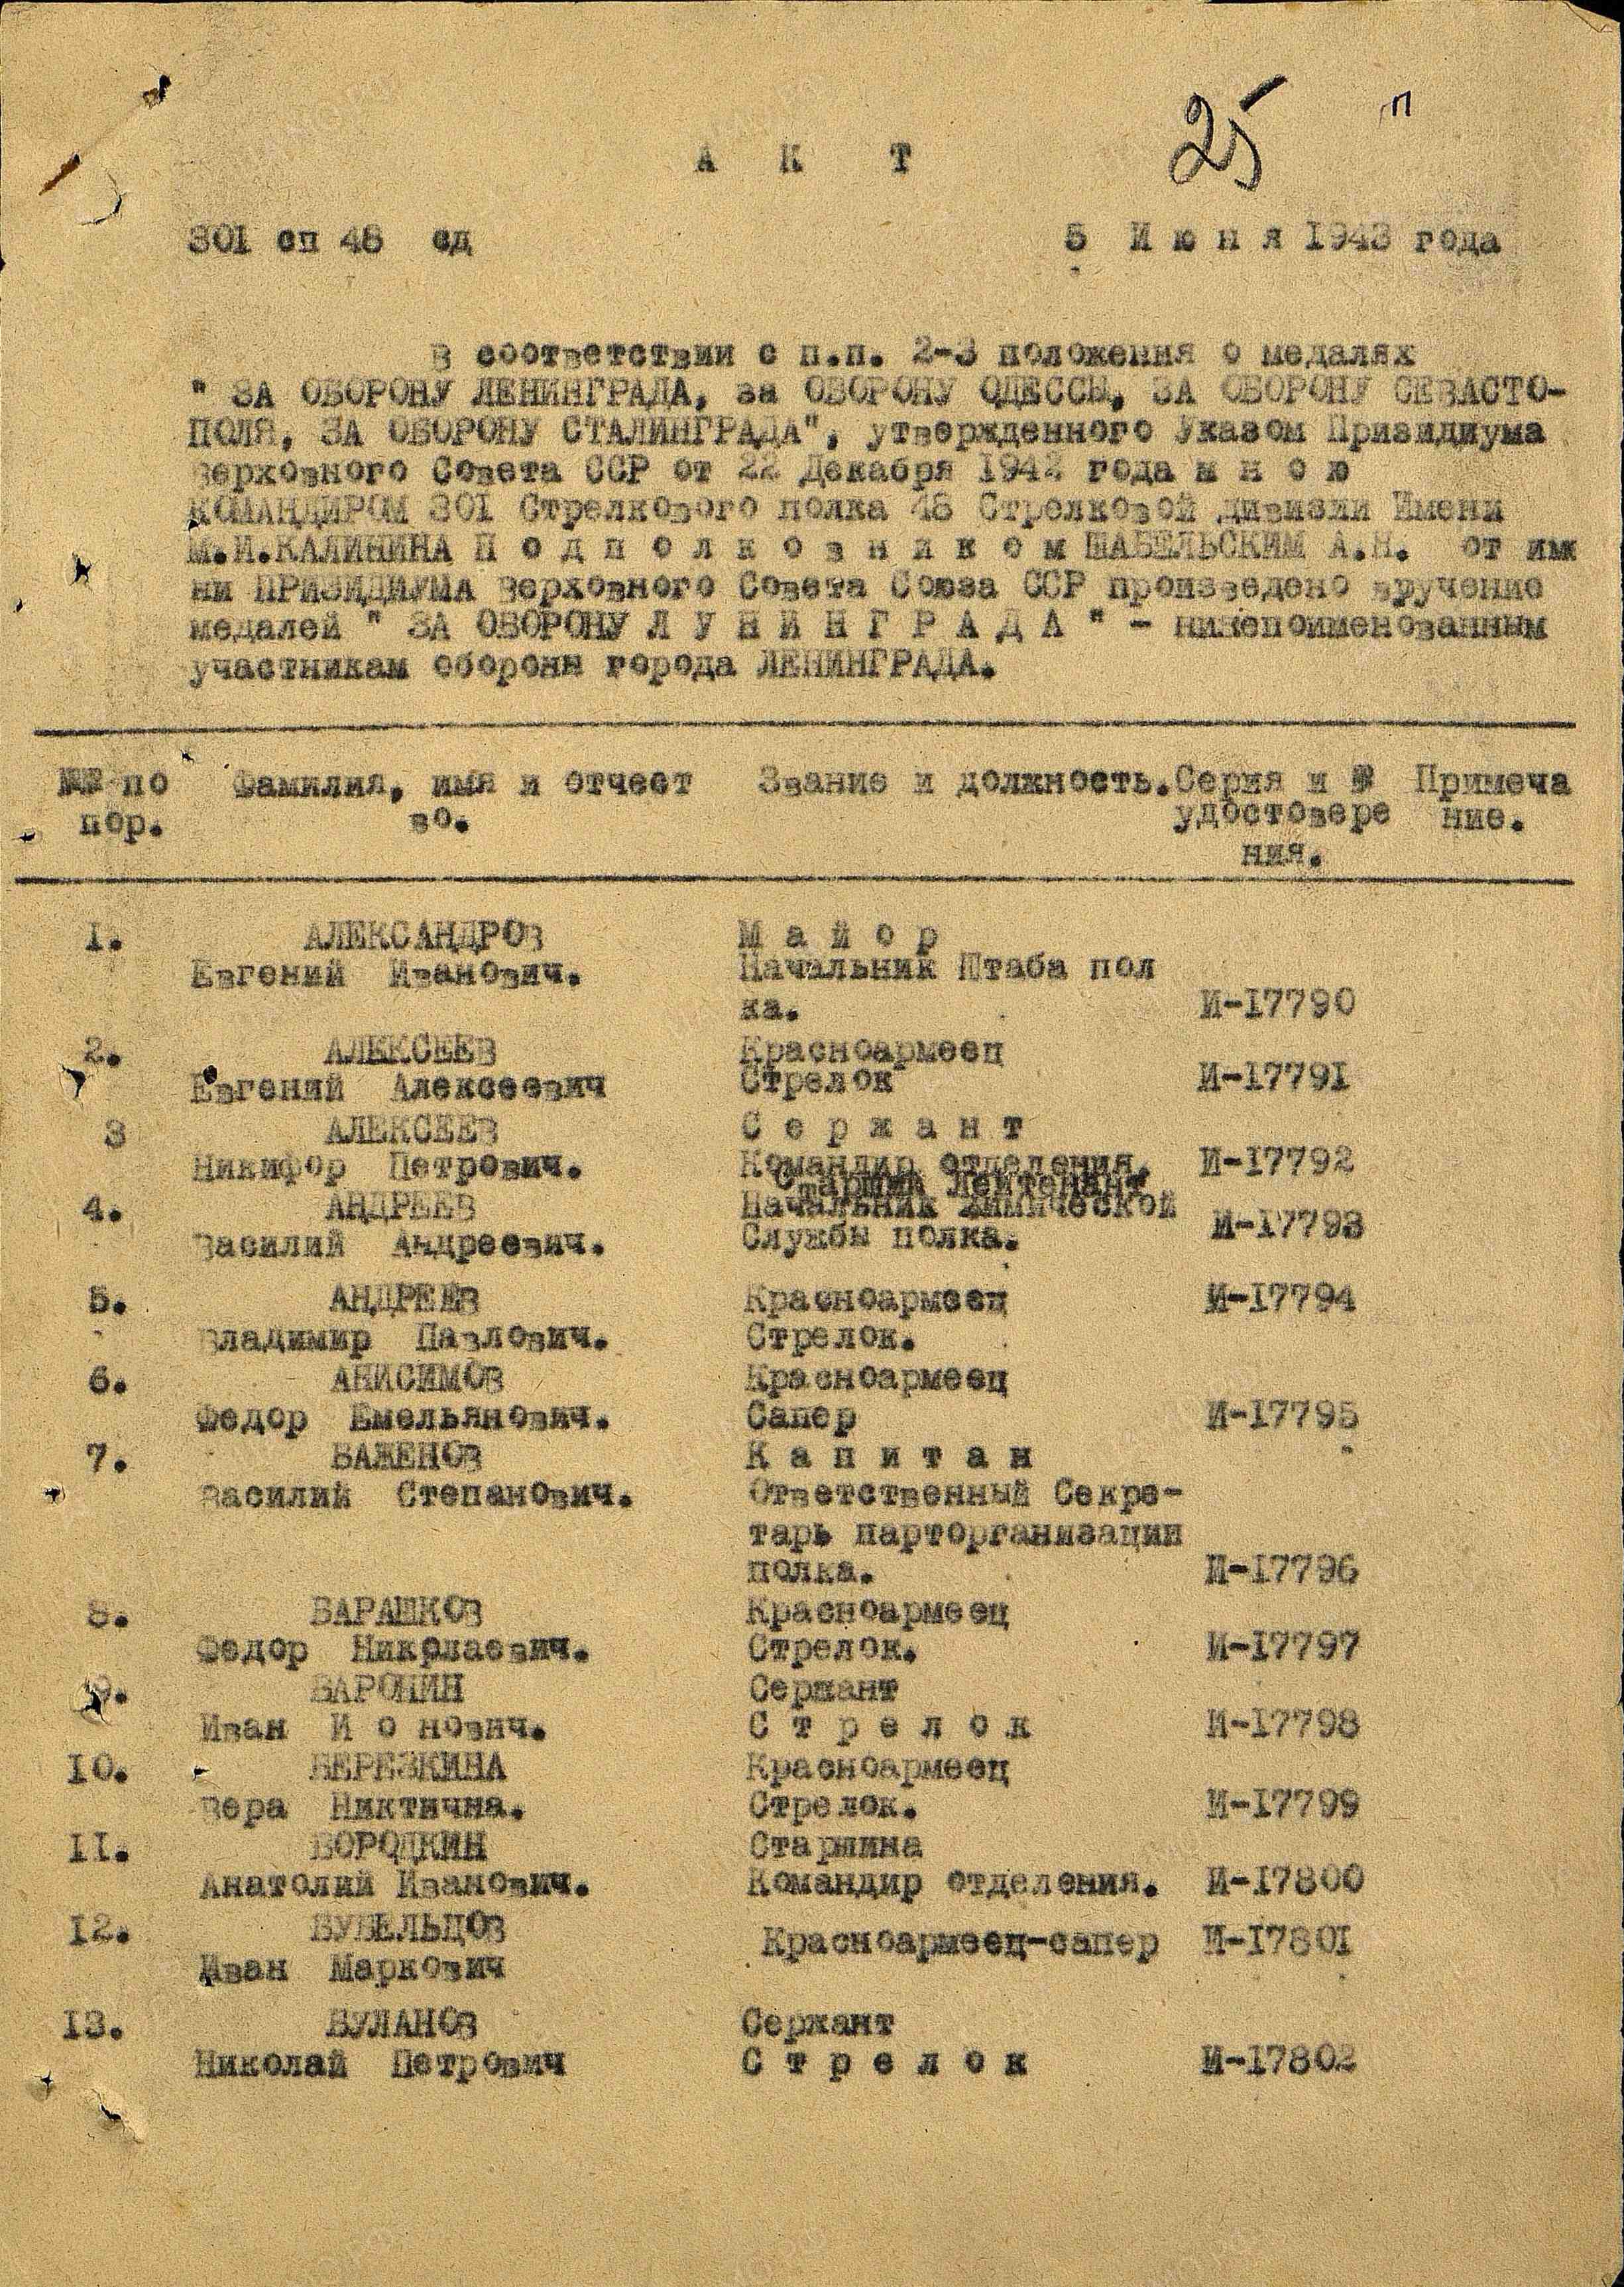 25 п
А К Т
301 сп 48 сд 5 И ю н я 1943 года
В соответствии с п.п. 2-3 положения о медалях
" ЗА ОБОРОНУ ЛЕНИНГРАДА, за ОБОРОНУ ОДЕССЫ, ЗА ОБОРОНУ СЕВАСТО-
ПОЛЯ, ЗА ОБОРОНУ СТАЛИНГРАДА", утвержденного Указом Призидиума
Верховного Совета ССР от 22 Декабря 1942 года м н о ю
КОМАНДИРОМ 301 Стрелкового полка 48 Стрелковой дивизии Имени
М.И.КАЛИНИНА П о д п о л к о в н и к о м ШАБЕЛЬСКИМ А.Н. от им
ни ПРИЗИДИУМА Верховного Совета Союза ССР произведено вручение
медалей " ЗА ОБОРОНУ Л У Н И Н Г Р А Д А " - нижепоименованным
участникам обороны города ЛЕНИНГРАДА.
№№ по Фамилия, имя и отчест Звание и должность. Серия и № Примеча
пор. во. удостовере ние.
ния.
1. АЛЕКСАНДРОВ М а й о р
Евгений Иванович. Начальник Штаба пол
ка. И-17790
2. АЛЕКСЕЕВ Красноармеец
Евгений Алексеевич Стрелок И-17791
3 АЛЕКСЕЕВ С е р ж а н т
Никифор Петрович. Командир отделения. И-17792
Старший Лейтенант
4. АНДРЕЕВ Начальник химической
Василий Андреевич. Службы полка. И-17793
5. АНДРЕЕВ Красноармеец И-17794
Владимир Павлович. Стрелок.
6. АНИСИМОВ Красноармеец
Федор Емельянович. Сапер И-17795
7. БАЖЕНОВ К а п и т а н
Василий Степанович. Ответственный Секре-
тарь парторганизации
полка. И-17796
8. БАРАШКОВ Красноармеец
Федор Николаевич. Стрелок. И-17797
9. БАРОНИН Сержант
Иван И о нович. С т р е л о к И-17798
10. БЕРЕЗКИНА Красноармеец
Вера Никтична. Стрелок. И-17799
11. БОРОДКИН Старшина
Анатолий Иванович. Командир отделения. И-17800
12. БУБЕЛЬЦОВ Красноармеец-сапер И-17801
Иван Маркович
13. БУЛАНОВ Сержант
Николай Петрович С т р е л о к И-17802